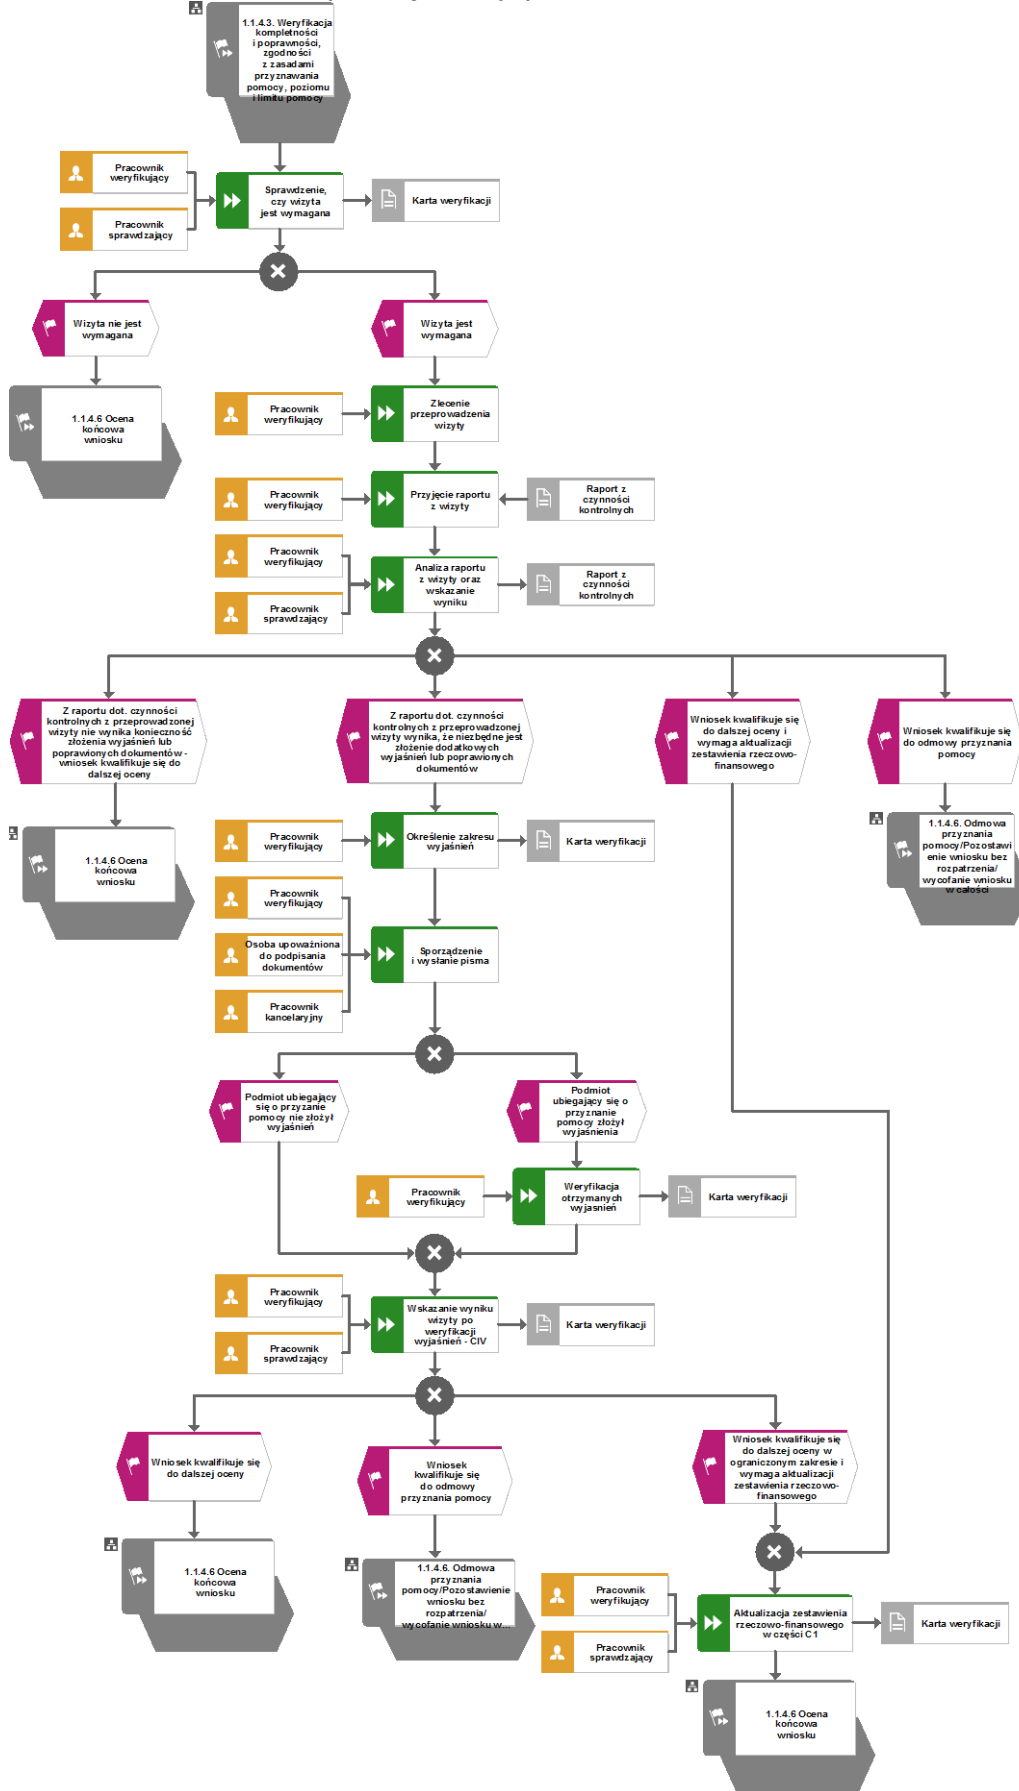 1.1.4.3. Weryfikacja
kompletności
i poprawności,
zgodności
z zasadami
przyznawania
pomocy, poziomu
i limitu pomocy
Pracownik
weryfikujący
Pracownik
sprawdzający
Sprawdzenie,
czy wizyta
jest wymagana
Karta weryfikacji
Wizyta nie jest
wymagana
Wizyta jest
wymagana
1.1.4.6 Ocena
końcowa
wniosku
Pracownik
weryfikujący
Zlecenie
przeprowadzenia
wizyty
Pracownik
weryfikujący
Przyjęcie raportu
z wizyty
Raport z
czynności
kontrolnych
Pracownik
weryfikujący
Pracownik
sprawdzający
Analiza raportu
z wizyty oraz
wskazanie
wyniku
Raport z
czynności
kontrolnych
Z raportu dot. czynności
kontrolnych z przeprowadzonej
wizyty nie wynika konieczność
złożenia wyjaśnień lub
poprawionych dokumentów -
wniosek kwalifikuje się do
dalszej oceny
Z raportu dot. czynności
kontrolnych z przeprowadzonej
wizyty wynika, że niezbędne jest
złożenie dodatkowych
wyjaśnień lub poprawionych
dokumentów
Wniosek kwalifikuje się
do dalszej oceny i
wymaga aktualizacji
zestawienia rzeczowo-
finansowego
Wniosek kwalifikuje się
do odmowy przyznania
pomocy
1.1.4.6 Ocena
końcowa
wniosku
Pracownik
weryfikujący
Określenie zakresu
wyjaśnień
Karta weryfikacji
1.1.4.6. Odmowa
przyznania
pomocy/Pozostawi
enie wniosku bez
rozpatrzenia/
wycofanie wniosku
w całości
Pracownik
weryfikujący
Osoba upoważniona
do podpisania
dokumentów
Pracownik
kancelaryjny
Sporządzenie
i wysłanie pisma
Podmiot ubiegający
się o przyzanie
pomocy nie złożył
wyjaśnień
Podmiot
ubiegający się o
przyznanie
pomocy złożył
wyjaśnienia
Pracownik
weryfikujący
Weryfikacja
otrzymanych
wyjasnień
Karta weryfikacji
Pracownik
weryfikujący
Pracownik
sprawdzający
Wskazanie wyniku
wizyty po
weryfikacji
wyjaśnień - CIV
Karta weryfikacji
Wniosek kwalifikuje się
do dalszej oceny
Wniosek
kwalifikuje się
do odmowy
przyznania pomocy
Wniosek kwalifikuje się
do dalszej oceny w
ograniczonym zakresie i
wymaga aktualizacji
zestawienia rzeczowo-
finansowego
1.1.4.6 Ocena
końcowa
wniosku
1.1.4.6. Odmowa
przyznania
pomocy/Pozostawienie
wniosku bez
rozpatrzenia/
wycofanie wniosku w...
Pracownik
weryfikujący
Pracownik
sprawdzający
Aktualizacja zestawienia
rzeczowo-finansowego
w części C1
Karta weryfikacji
1.1.4.6 Ocena
końcowa
wniosku